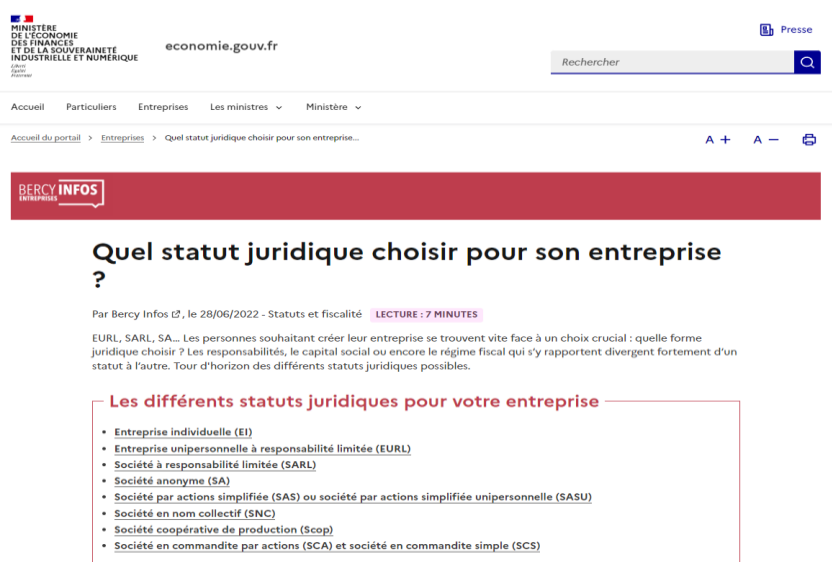 MINISTÈRE
DE L'ÉCONOMIE
DES FINANCES
ET DE LA SOUVERAINETÉ
INDUSTRIELLE ET NUMÉRIQUE
Liberté
Égalité
Fraternité
economie.gouv.fr
Presse
Rechercher
Accueil Particuliers Entreprises Les ministres Ministère
Accueil du portail > Entreprises > Quel statut juridique choisir pour son entreprise...
A + A −
BERCY INFOS
ENTREPRISES
Quel statut juridique choisir pour son entreprise
?
Par Bercy Infos, le 28/06/2022 - Statuts et fiscalité LECTURE : 7 MINUTES
EURL, SARL, SA... Les personnes souhaitant créer leur entreprise se trouvent vite face à un choix crucial : quelle forme
juridique choisir ? Les responsabilités, le capital social ou encore le régime fiscal qui s'y rapportent divergent fortement d'un
statut à l'autre. Tour d'horizon des différents statuts juridiques possibles.
Les différents statuts juridiques pour votre entreprise
• Entreprise individuelle (EI)
• Entreprise unipersonnelle à responsabilité limitée (EURL)
• Société à responsabilité limitée (SARL)
• Société anonyme (SA)
• Société par actions simplifiée (SAS) ou société par actions simplifiée unipersonnelle (SASU)
• Société en nom collectif (SNC)
• Société coopérative de production (Scop)
• Société en commandite par actions (SCA) et société en commandite simple (SCS)